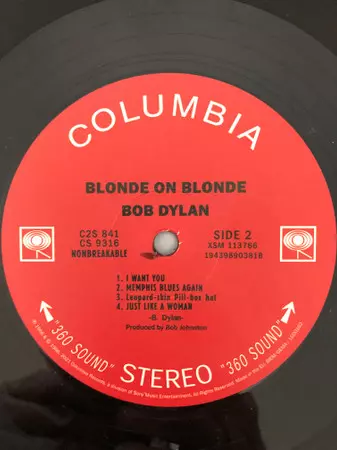 COLUMBIA
BLONDE ON BLONDE
BOB DYLAN
C2S 841
CS 9316
NONBREAKABLE
SIDE 2
XSM 113766
194398903816
1. I WANT YOU
2. MEMPHIS BLUES AGAIN
3. Leopard-skin Pill-box hat
4. JUST LIKE A WOMAN
-B. Dylan-
Produced by Bob Johnston
"360 SOUND" STEREO "360 SOUND"